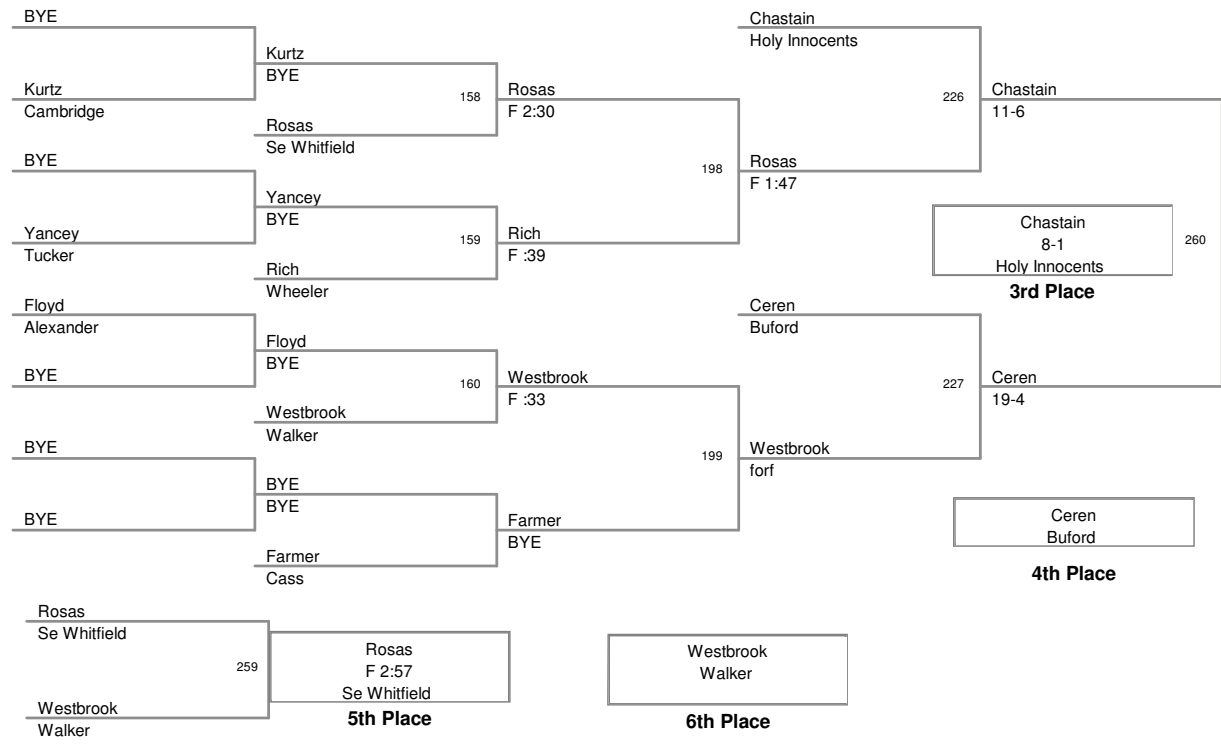 BYE
Kurtz
Cambridge
BYE
Yancey
Tucker
Floyd
Alexander
BYE
BYE
BYE
Kurtz
BYE
158
Rosas
Se Whitfield
Yancey
BYE
159
Rich
Wheeler
Floyd
BYE
160
Westbrook
Walker
BYE
BYE
Farmer
Cass
Rosas
F 2:30
198
Rich
F :39
Westbrook
F :33
199
Farmer
BYE
Chastain
Holy Innocents
226
Rosas
F 1:47
Ceren
Buford
227
Westbrook
forf
Chastain
11-6
260
Ceren
19-4
Chastain
8-1
Holy Innocents
3rd Place
Ceren
Buford
4th Place
Rosas
Se Whitfield
259
Westbrook
Walker
Rosas
F 2:57
Se Whitfield
5th Place
Westbrook
Walker
6th Place